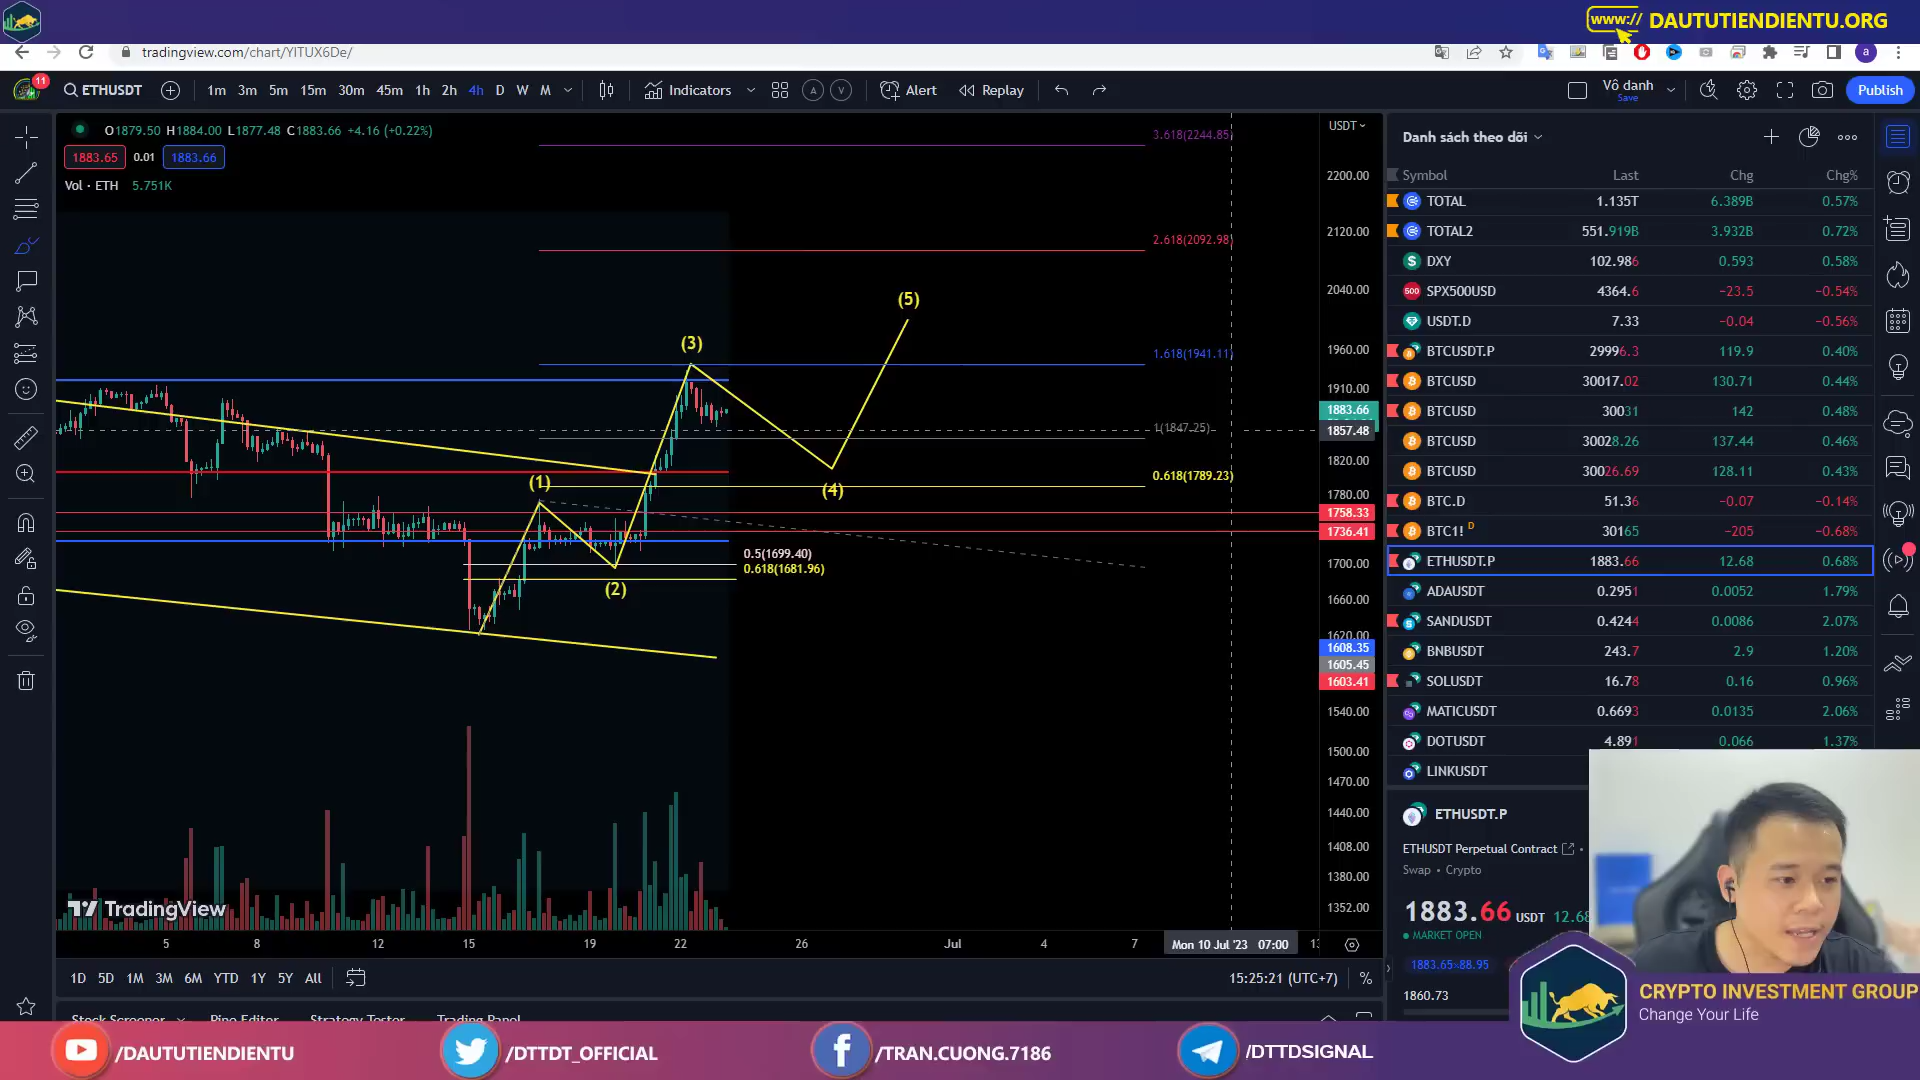 www:// DAUTUTIENDIENTU.ORG
tradingview.com/chart/YITUX6De/
a
11
ETHUSDT
1m 3m 5m 15m 30m 45m 1h 2h 4h D W M
Indicators
A V
Alert
Replay
Vô danh
Save
Publish
O1879.50 H1884.00 L1877.48 C1883.66 +4.16 (+0.22%)
1883.65 0.01 1883.66
Vol · ETH 5.751K
USDT
3.618(2244.85)
2.618(2092.98)
1.618(1941.11)
1(1847.25)
0.618(1789.23)
0.5(1699.40)
0.618(1681.96)
(1)
(2)
(3)
(4)
(5)
2200.00
2120.00
2040.00
1960.00
1910.00
1883.66
1857.48
1820.00
1780.00
1758.33
1736.41
1700.00
1660.00
1620.00
1608.35
1605.45
1603.41
1540.00
1500.00
1470.00
1440.00
1408.00
1380.00
1352.00
TradingView
5 8 12 15 19 22 26 Jul 4 7 Mon 10 Jul '23 07:00
1D 5D 1M 3M 6M YTD 1Y 5Y All
15:25:21 (UTC+7) %
Stock Screener Pine Editor Strategy Tester Trading Panel
Danh sách theo dõi
Symbol Last Chg Chg%
TOTAL 1.135T 6.389B 0.57%
TOTAL2 551.919B 3.932B 0.72%
DXY 102.986 0.593 0.58%
500 SPX500USD 4364.6 −23.5 −0.54%
USDT.D 7.33 −0.04 −0.56%
BTCUSDT.P 29996.3 119.9 0.40%
BTCUSD 30017.02 130.71 0.44%
BTCUSD 30031 142 0.48%
BTCUSD 30028.26 137.44 0.46%
BTCUSD 30026.69 128.11 0.43%
BTC.D 51.36 −0.07 −0.14%
BTC1! D 30165 −205 −0.68%
ETHUSDT.P 1883.66 12.68 0.68%
ADAUSDT 0.2951 0.0052 1.79%
SANDUSDT 0.4244 0.0086 2.07%
BNBUSDT 243.7 2.9 1.20%
SOLUSDT 16.78 0.16 0.96%
MATICUSDT 0.6693 0.0135 2.06%
DOTUSDT 4.891 0.066 1.37%
LINKUSDT
ETHUSDT.P
ETHUSDT Perpetual Contract
Swap • Crypto
1883.66 USDT 12.68
MARKET OPEN
1860.73
CRYPTO INVESTMENT GROUP
Change Your Life
/DAUTUTIENDIENTU
/DTTDT_OFFICIAL
/TRAN.CUONG.7186
/DTTDSIGNAL